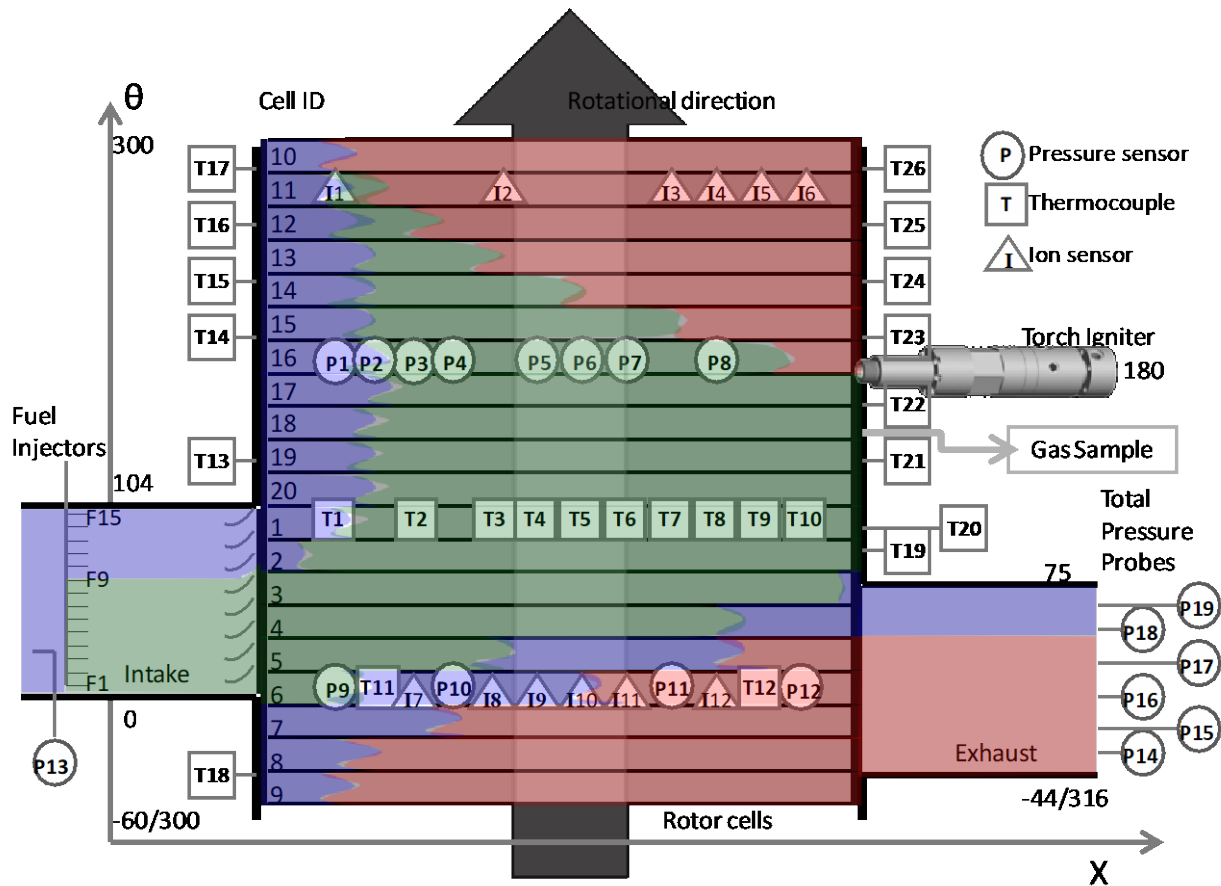 θ
Cell ID
Rotational direction
300
10
11
12
13
14
15
16
17
18
19
20
1
2
3
4
5
6
7
8
9
T17
T16
T15
T14
T13
T18
I1
I2
I3
I4
I5
I6
T26
T25
T24
T23
T22
T21
T20
T19
P Pressure sensor
T Thermocouple
I Ion sensor
P1 P2 P3 P4 P5 P6 P7 P8
Torch Igniter
180
Gas Sample
Fuel
Injectors
104
F15
F9
F1
Intake
0
P13
T1 T2 T3 T4 T5 T6 T7 T8 T9 T10
Total
Pressure
Probes
75
P19
P18
P17
P16
P15
P14
P9 T11 I7 P10 I8 I9 I10 I11 P11 I12 T12 P12
Exhaust
-44/316
-60/300
Rotor cells
X